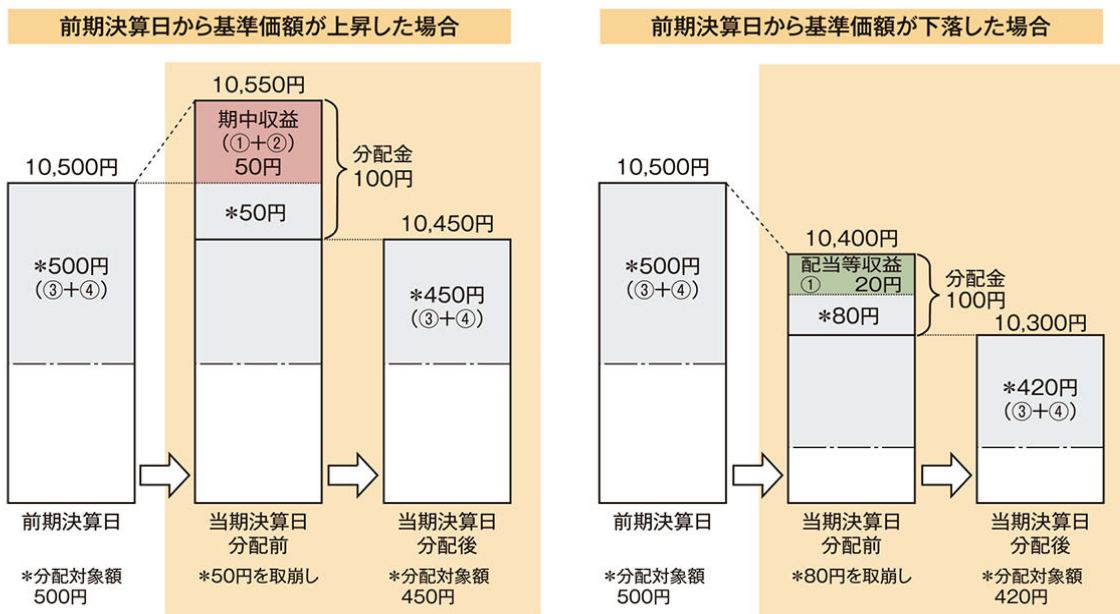 前期決算日から基準価額が上昇した場合
10,550円
期中収益
(①+②)
50円
分配金
100円
10,500円
*50円
10,450円
*500円
(③+④)
*450円
(③+④)
前期決算日
当期決算日
分配前
当期決算日
分配後
*分配対象額
500円
*50円を取崩し
*分配対象額
450円
前期決算日から基準価額が下落した場合
10,500円
10,400円
配当等収益
① 20円
分配金
100円
*500円
(③+④)
*80円
10,300円
*420円
(③+④)
前期決算日
当期決算日
分配前
当期決算日
分配後
*分配対象額
500円
*80円を取崩し
*分配対象額
420円